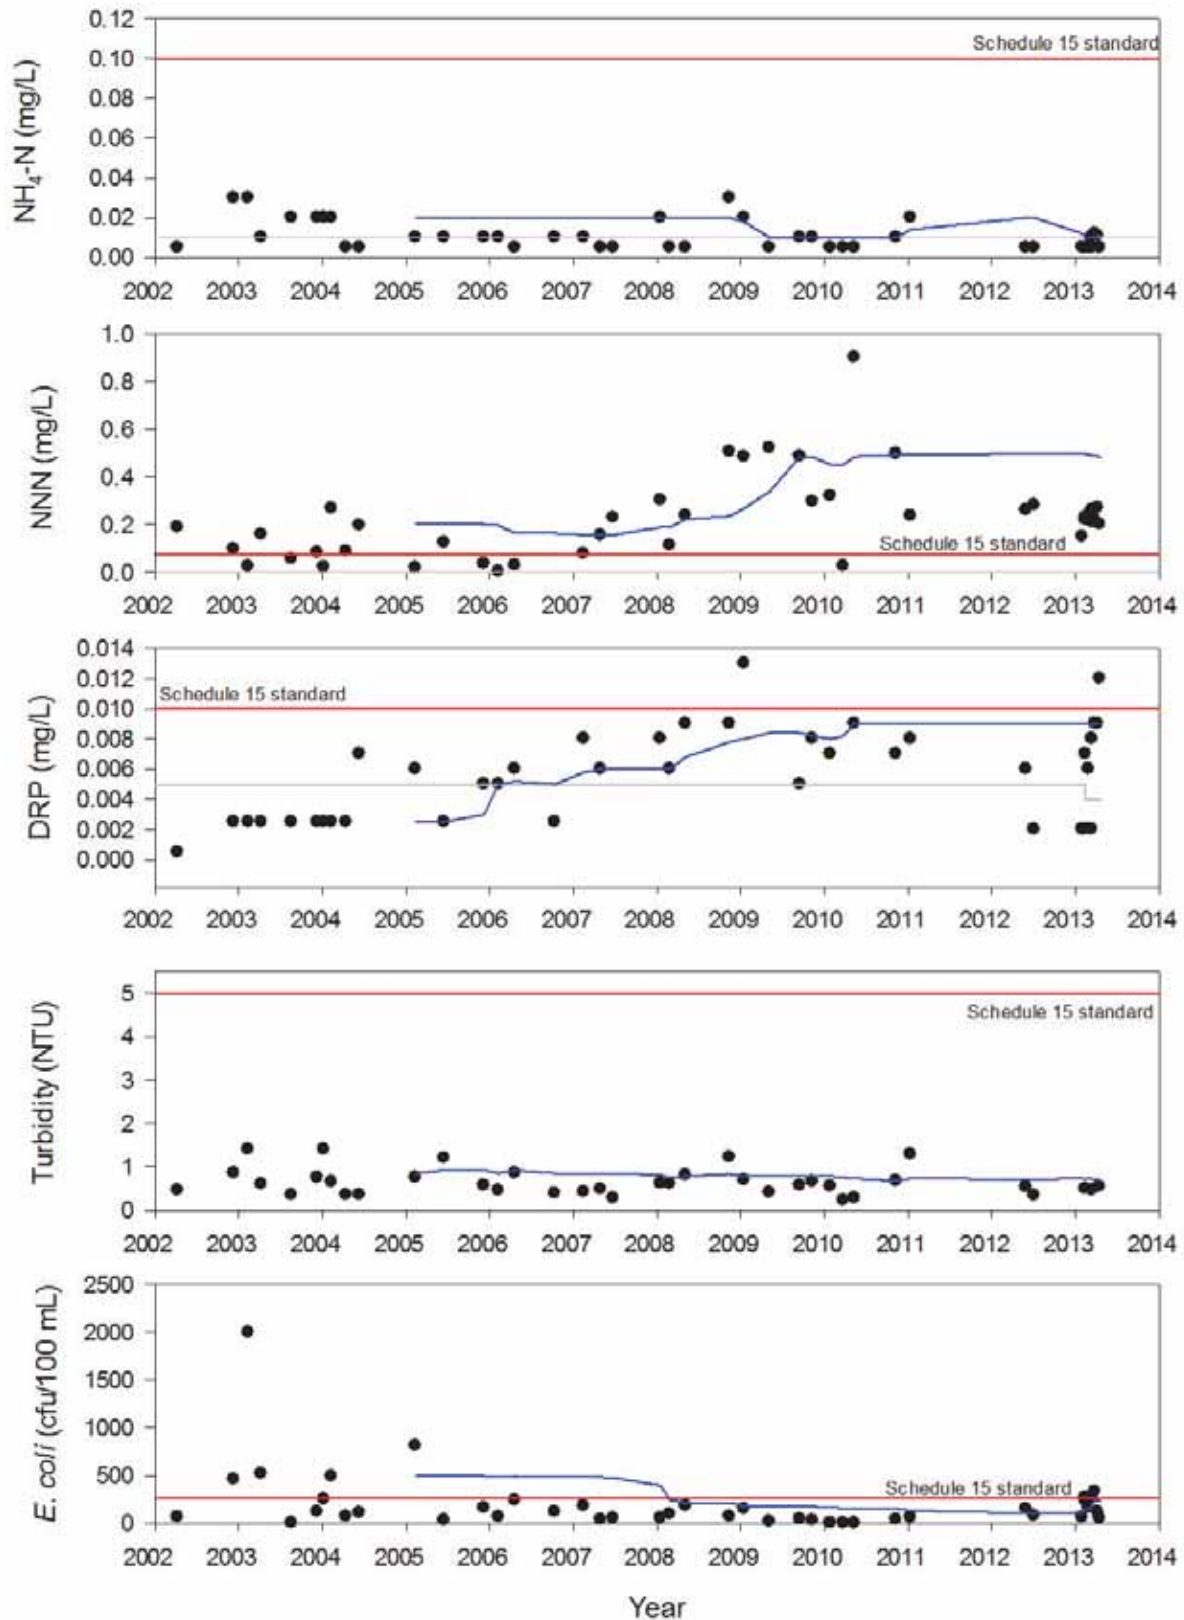 0.12
Schedule 15 standard
0.10
0.08
0.06
0.04
0.02
0.00
NH4-N (mg/L)
2002 2003 2004 2005 2006 2007 2008 2009 2010 2011 2012 2013 2014
1.0
0.8
0.6
0.4
0.2
0.0
NNN (mg/L)
Schedule 15 standard
2002 2003 2004 2005 2006 2007 2008 2009 2010 2011 2012 2013 2014
0.014
0.012
Schedule 15 standard
0.010
0.008
0.006
0.004
0.002
0.000
DRP (mg/L)
2002 2003 2004 2005 2006 2007 2008 2009 2010 2011 2012 2013 2014
5
Schedule 15 standard
4
3
2
1
0
Turbidity (NTU)
2002 2003 2004 2005 2006 2007 2008 2009 2010 2011 2012 2013 2014
2500
2000
1500
1000
500
0
E. coli (cfu/100 mL)
Schedule 15 standard
2002 2003 2004 2005 2006 2007 2008 2009 2010 2011 2012 2013 2014
Year